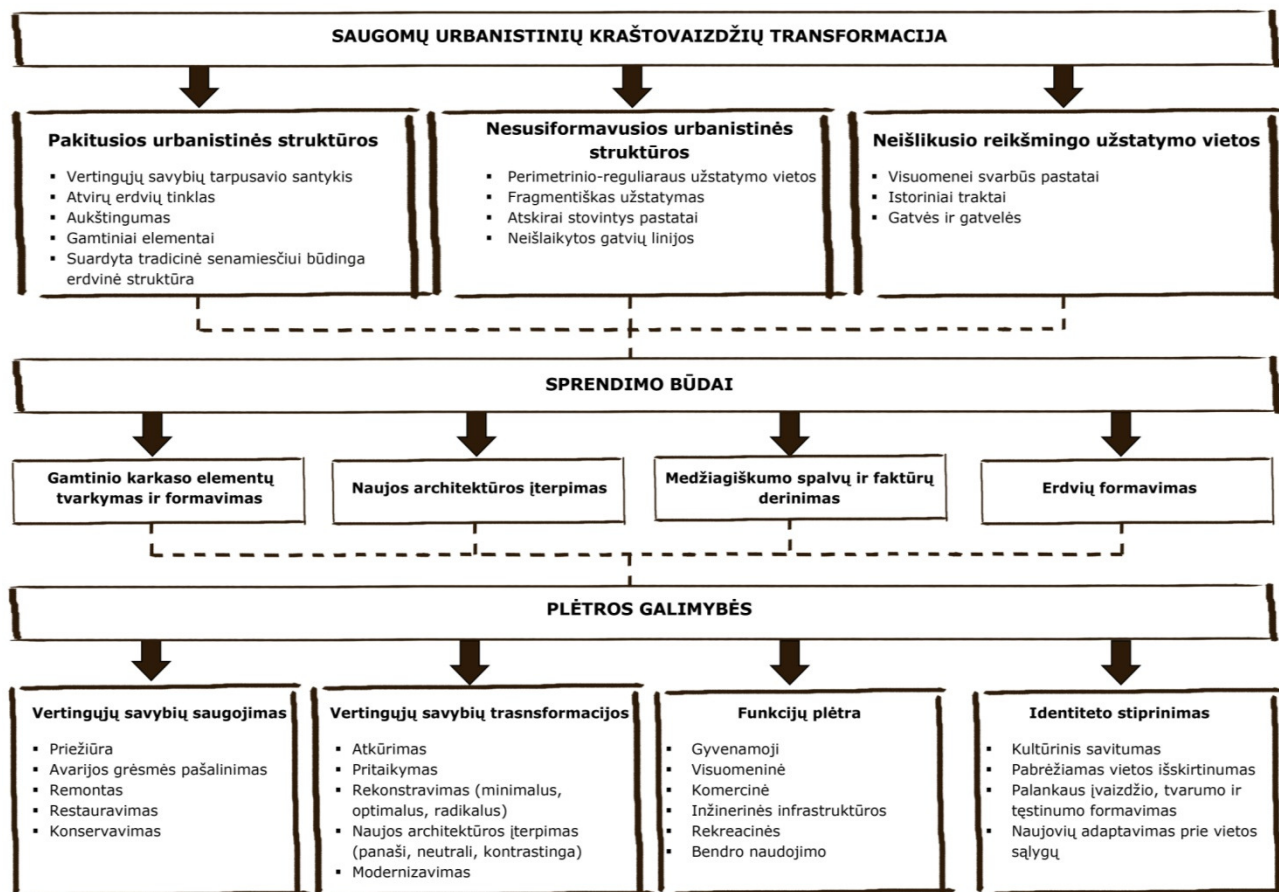 SAUGOMŲ URBANISTINIŲ KRAŠTOVAIZDŽIŲ TRANSFORMACIJA
Pakitusios urbanistinės struktūros
▪ Vertingųjų savybių tarpusavio santykis
▪ Atvirų erdvių tinklas
▪ Aukštingumas
▪ Gamtiniai elementai
▪ Suardyta tradicinė senamiesčiui būdinga
erdvinė struktūra
Nesusiformavusios urbanistinės
struktūros
▪ Perimetrinio-reguliaraus užstatymo vietos
▪ Fragmentiškas užstatymas
▪ Atskirai stovintys pastatai
▪ Neišlaikytos gatvių linijos
Neišlikusio reikšmingo užstatymo vietos
▪ Visuomenei svarbūs pastatai
▪ Istoriniai traktai
▪ Gatvės ir gatvelės
SPRENDIMO BŪDAI
Gamtinio karkaso elementų
tvarkymas ir formavimas
Naujos architektūros įterpimas
Medžiagiškumo spalvų ir faktūrų
derinimas
Erdvių formavimas
PLĖTROS GALIMYBĖS
Vertingųjų savybių saugojimas
▪ Priežiūra
▪ Avarijos grėsmės pašalinimas
▪ Remontas
▪ Restauravimas
▪ Konservavimas
Vertingųjų savybių trasnsformacijos
▪ Atkūrimas
▪ Pritaikymas
▪ Rekonstravimas (minimalus,
optimalus, radikalus)
▪ Naujos architektūros įterpimas
(panaši, neutrali, kontrastinga)
▪ Modernizavimas
Funkcijų plėtra
▪ Gyvenamoji
▪ Visuomeninė
▪ Komercinė
▪ Inžinerinės infrastruktūros
▪ Rekreacinės
▪ Bendro naudojimo
Identiteto stiprinimas
▪ Kultūrinis savitumas
▪ Pabrėžiamas vietos išskirtinumas
▪ Palankaus įvaizdžio, tvarumo ir
tęstinumo formavimas
▪ Naujovių adaptavimas prie vietos
sąlygų